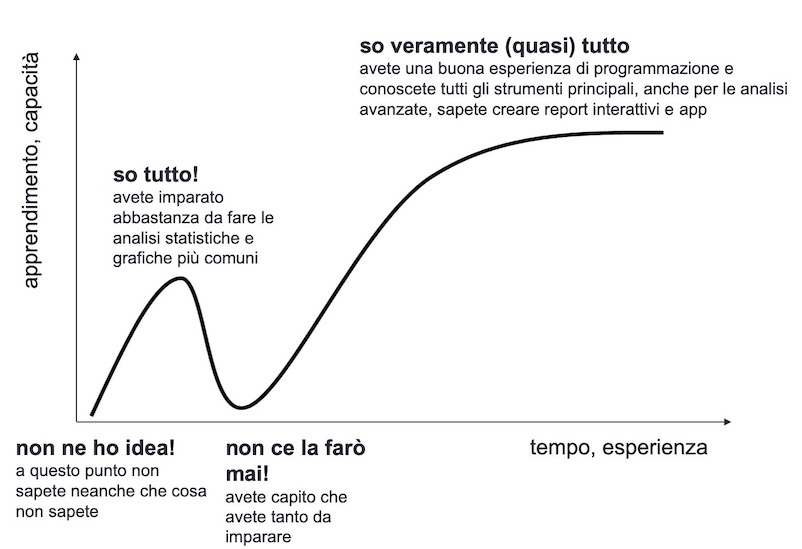 so veramente (quasi) tutto
avete una buona esperienza di programmazione e
conoscete tutti gli strumenti principali, anche per le analisi
avanzate, sapete creare report interattivi e app
apprendimento, capacità
so tutto!
avete imparato
abbastanza da fare le
analisi statistiche e
grafiche più comuni
non ne ho idea!
a questo punto non
sapete neanche che cosa
non sapete
non ce la farò
mai!
avete capito che
avete tanto da
imparare
tempo, esperienza